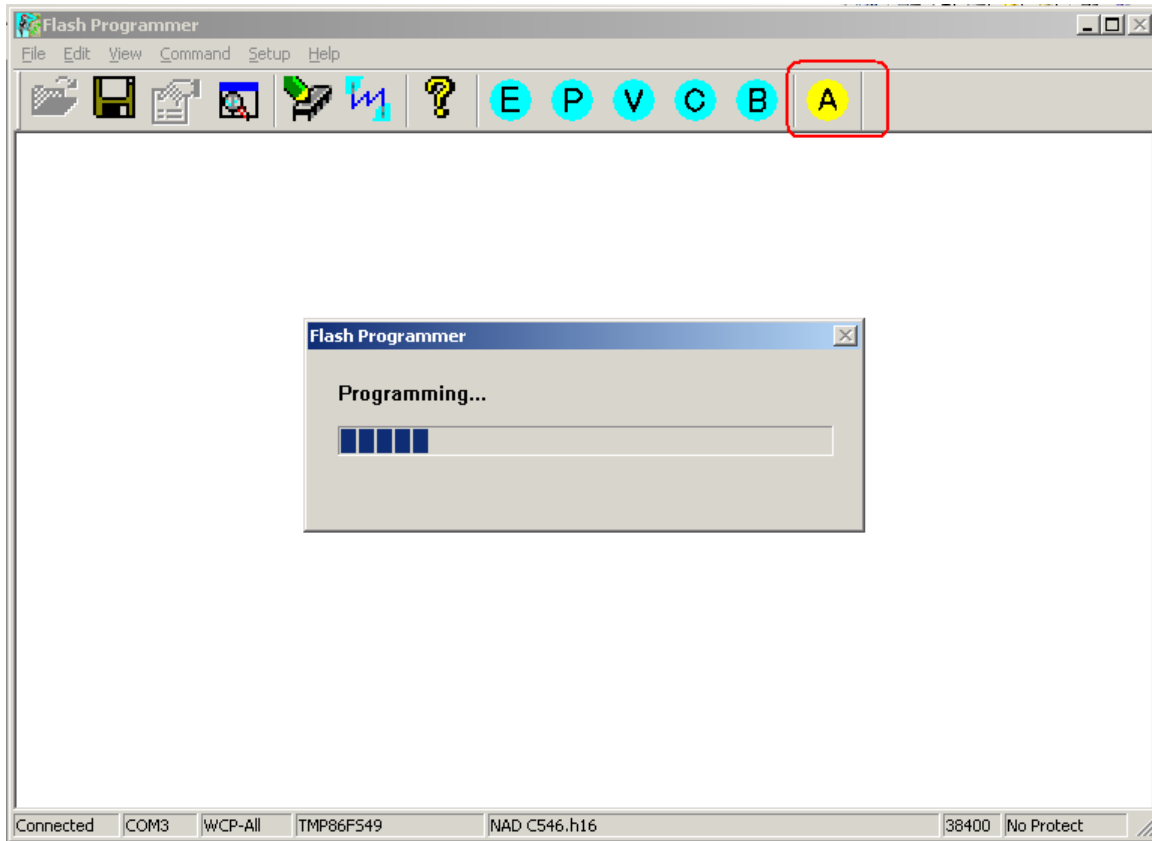 Flash Programmer
File Edit View Command Setup Help
E P V C B A
Flash Programmer
Programming...
Connected COM3 WCP-All TMP86FS49 NAD C546.h16 38400 No Protect